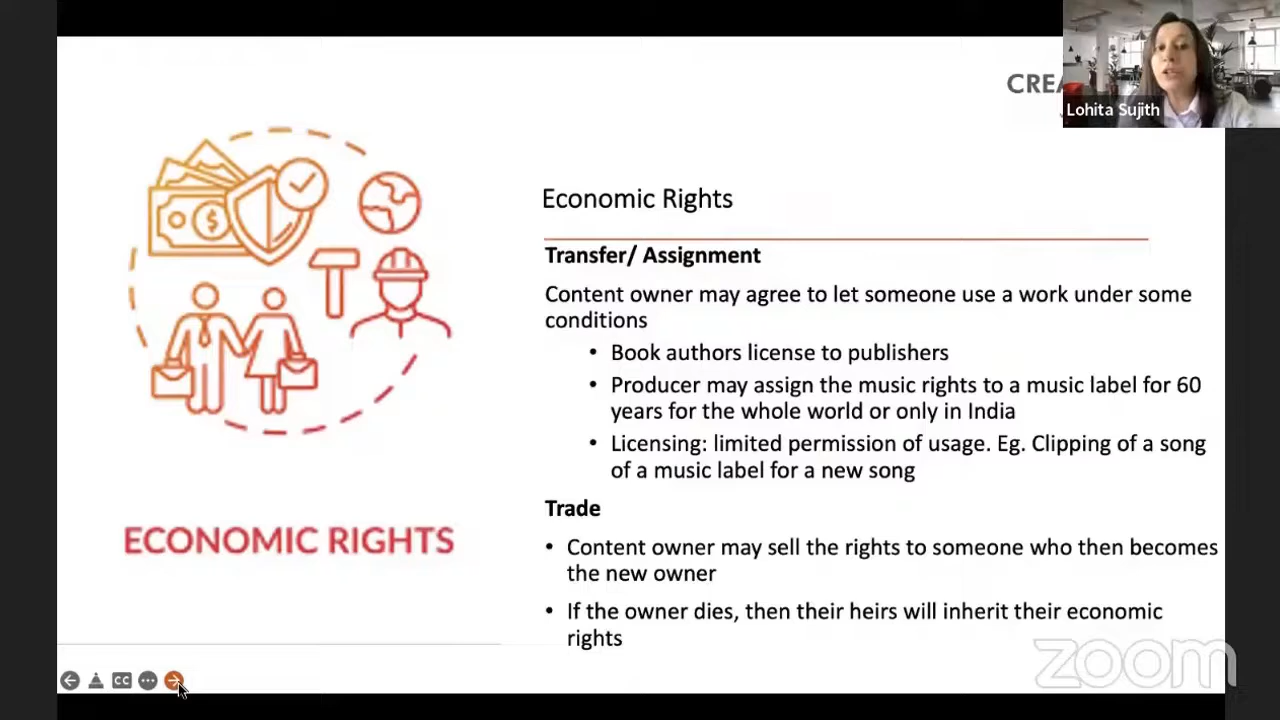 CREA
Lohita Sujith
Economic Rights
Transfer/ Assignment
Content owner may agree to let someone use a work under some
conditions
• Book authors license to publishers
• Producer may assign the music rights to a music label for 60
years for the whole world or only in India
• Licensing: limited permission of usage. Eg. Clipping of a song
of a music label for a new song
Trade
• Content owner may sell the rights to someone who then becomes
the new owner
• If the owner dies, then their heirs will inherit their economic
rights
$
ECONOMIC RIGHTS
CC
zoom